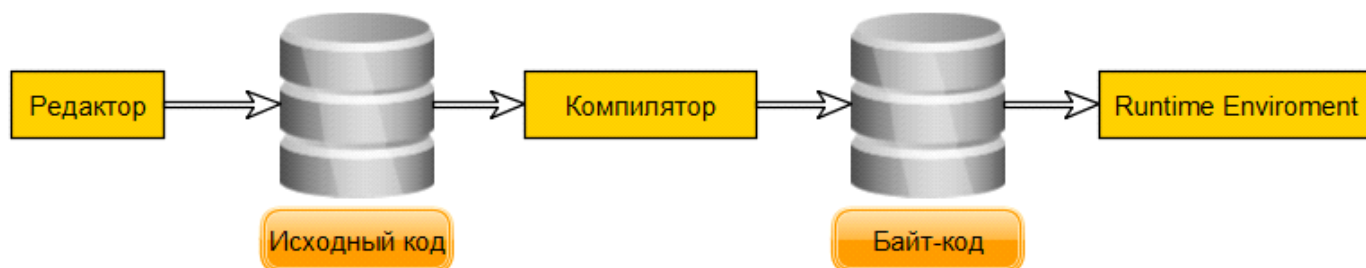 Редактор
Компилятор
Runtime Enviroment
Исходный код
Байт-код